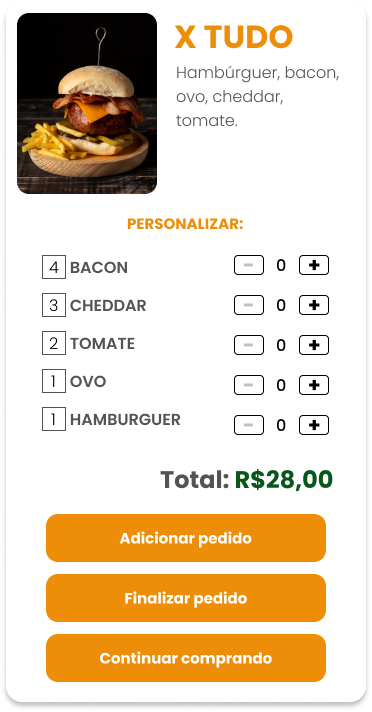 X TUDO
Hambúrguer, bacon,
ovo, cheddar,
tomate.
PERSONALIZAR:
4 BACON - 0 +
3 CHEDDAR - 0 +
2 TOMATE - 0 +
1 OVO - 0 +
1 HAMBURGUER - 0 +
Total: R$28,00
Adicionar pedido
Finalizar pedido
Continuar comprando